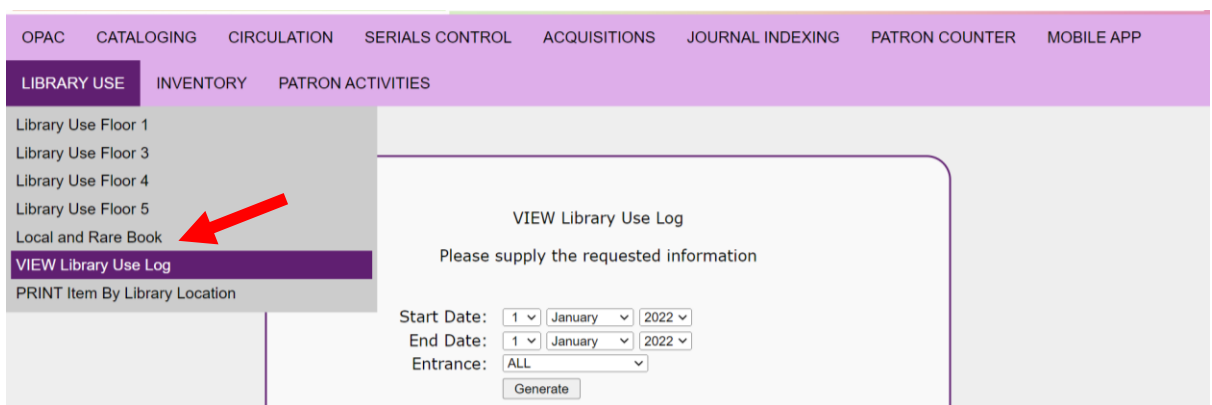 OPAC CATALOGING CIRCULATION SERIALS CONTROL ACQUISITIONS JOURNAL INDEXING PATRON COUNTER MOBILE APP
LIBRARY USE INVENTORY PATRON ACTIVITIES
Library Use Floor 1
Library Use Floor 3
Library Use Floor 4
Library Use Floor 5
Local and Rare Book
VIEW Library Use Log
PRINT Item By Library Location
VIEW Library Use Log
Please supply the requested information
Start Date: 1 January 2022
End Date: 1 January 2022
Entrance: ALL
Generate